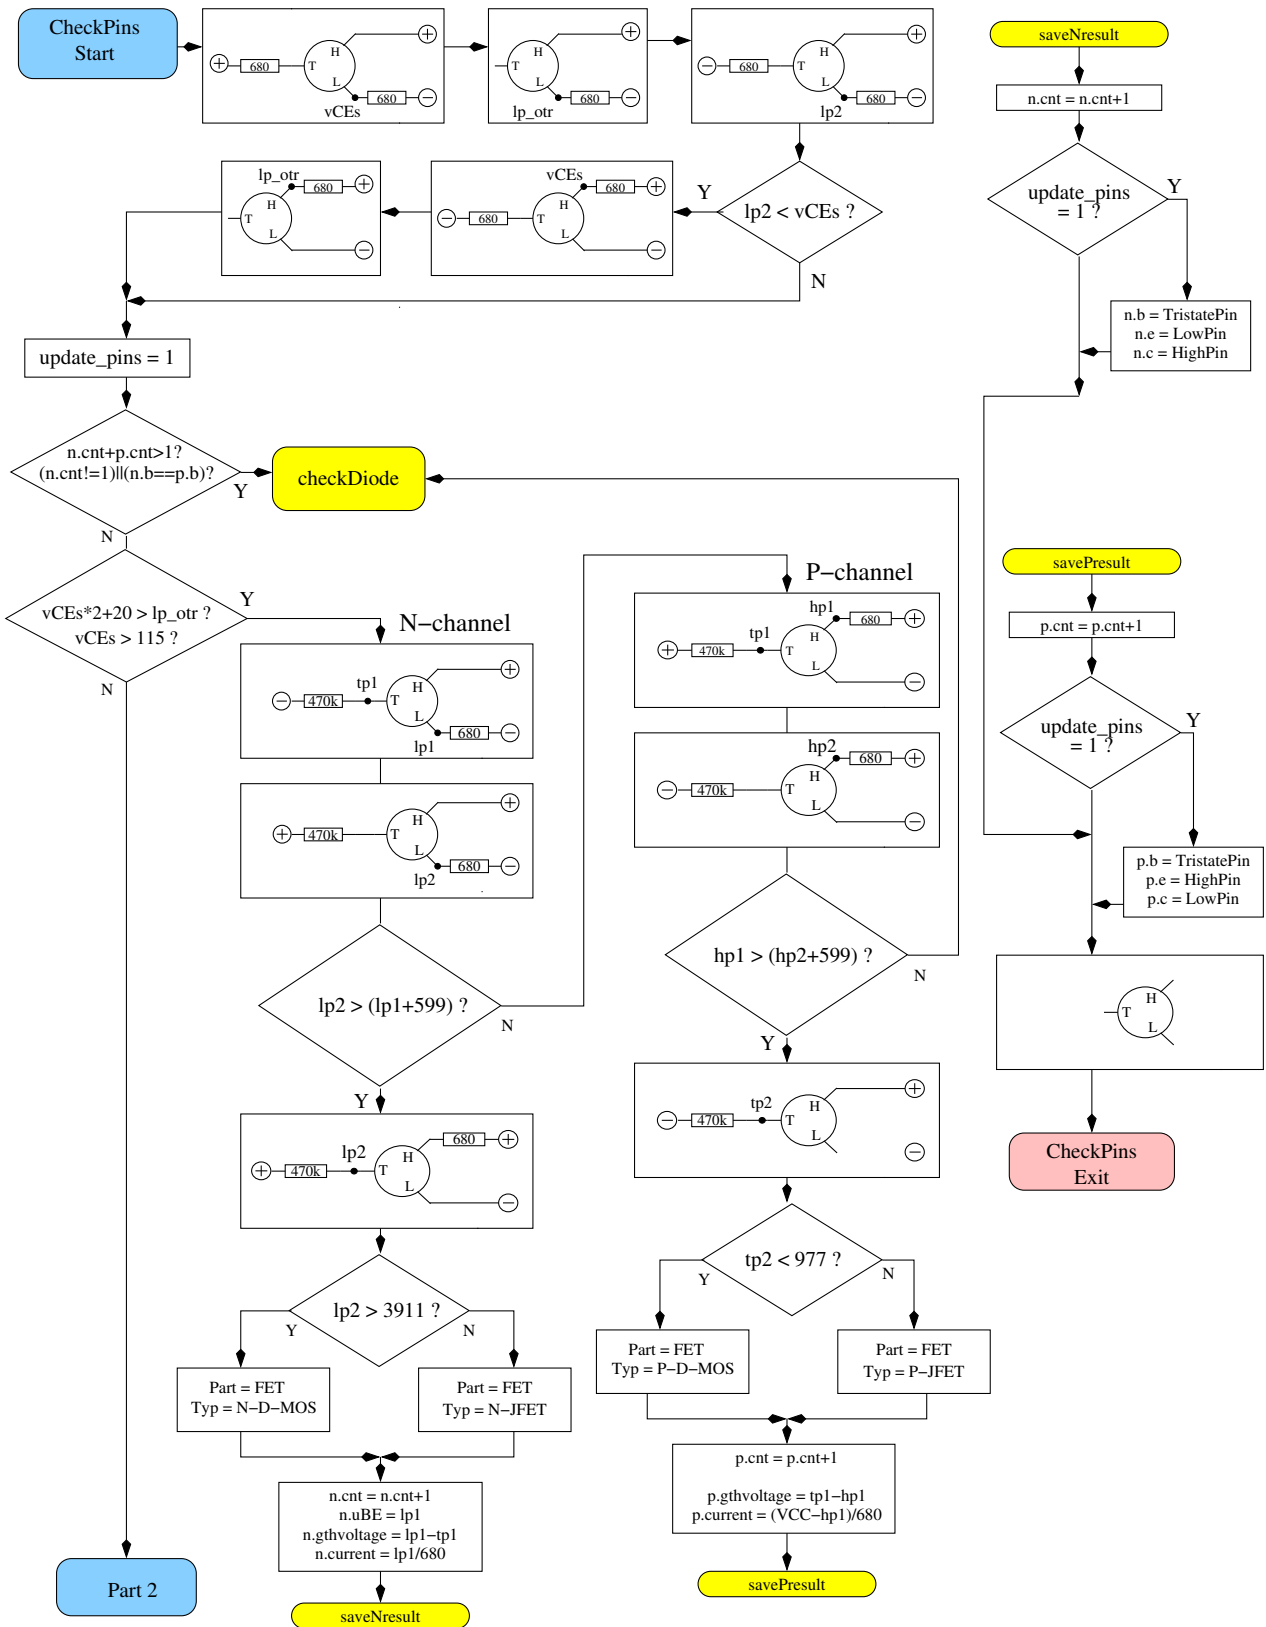 CheckPins
Start
H
T
L
+
680
680
−
+
vCEs
H
T
L
+
680
−
lp_otr
H
T
L
+
−
680
680
−
lp2
lp2 < vCEs ?
Y
N
vCEs
680
+
H
−
680
T
L
−
lp_otr
680
+
H
T
L
−
update_pins = 1
n.cnt+p.cnt>1?
(n.cnt!=1)||(n.b==p.b)?
Y
N
checkDiode
vCEs*2+20 > lp_otr ?
vCEs > 115 ?
Y
N
Part 2
N−channel
tp1
H
+
−
470k
T
L
680
−
lp1
H
+
+
470k
T
L
680
−
lp2
lp2 > (lp1+599) ?
N
Y
lp2
H
680
+
+
470k
T
L
−
lp2 > 3911 ?
Y
N
Part = FET
Typ = N−D−MOS
Part = FET
Typ = N−JFET
n.cnt = n.cnt+1
n.uBE = lp1
n.gthvoltage = lp1−tp1
n.current = lp1/680
saveNresult
P−channel
hp1
680
+
tp1
H
+
470k
T
L
−
hp2
680
+
H
−
470k
T
L
−
hp1 > (hp2+599) ?
N
Y
tp2
H
+
−
470k
T
L
−
tp2 < 977 ?
Y
N
Part = FET
Typ = P−D−MOS
Part = FET
Typ = P−JFET
p.cnt = p.cnt+1
p.gthvoltage = tp1−hp1
p.current = (VCC−hp1)/680
savePresult
saveNresult
n.cnt = n.cnt+1
update_pins
= 1 ?
Y
n.b = TristatePin
n.e = LowPin
n.c = HighPin
savePresult
p.cnt = p.cnt+1
update_pins
= 1 ?
Y
p.b = TristatePin
p.e = HighPin
p.c = LowPin
H
T
L
CheckPins
Exit